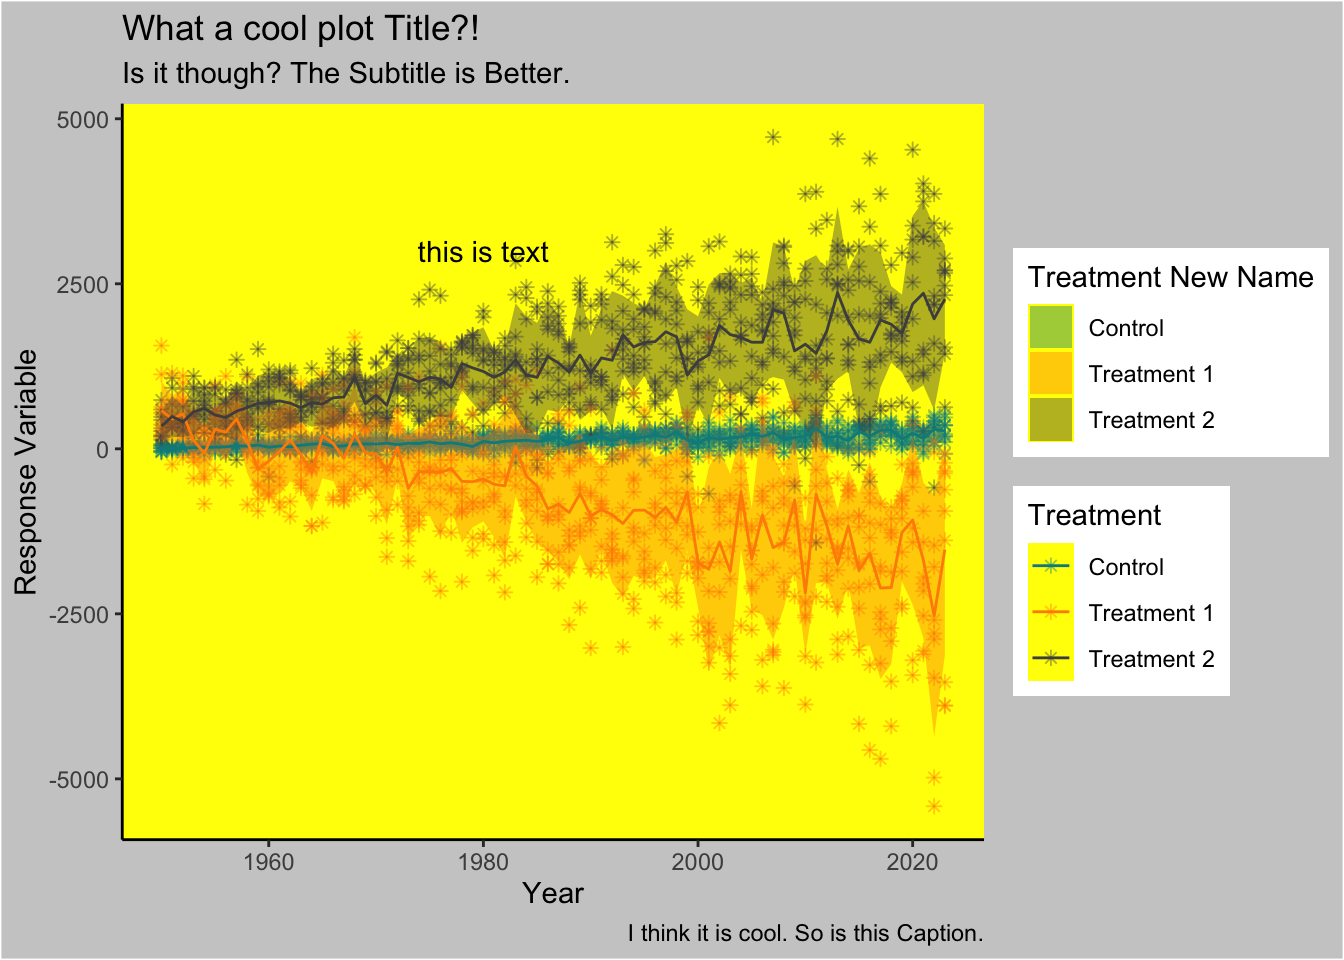 What a cool plot Title?!
Is it though? The Subtitle is Better.
5000
2500
0
-2500
-5000
Response Variable
this is text
1960 1980 2000 2020
Year
I think it is cool. So is this Caption.
Treatment New Name
Control
Treatment 1
Treatment 2
Treatment
Control
Treatment 1
Treatment 2